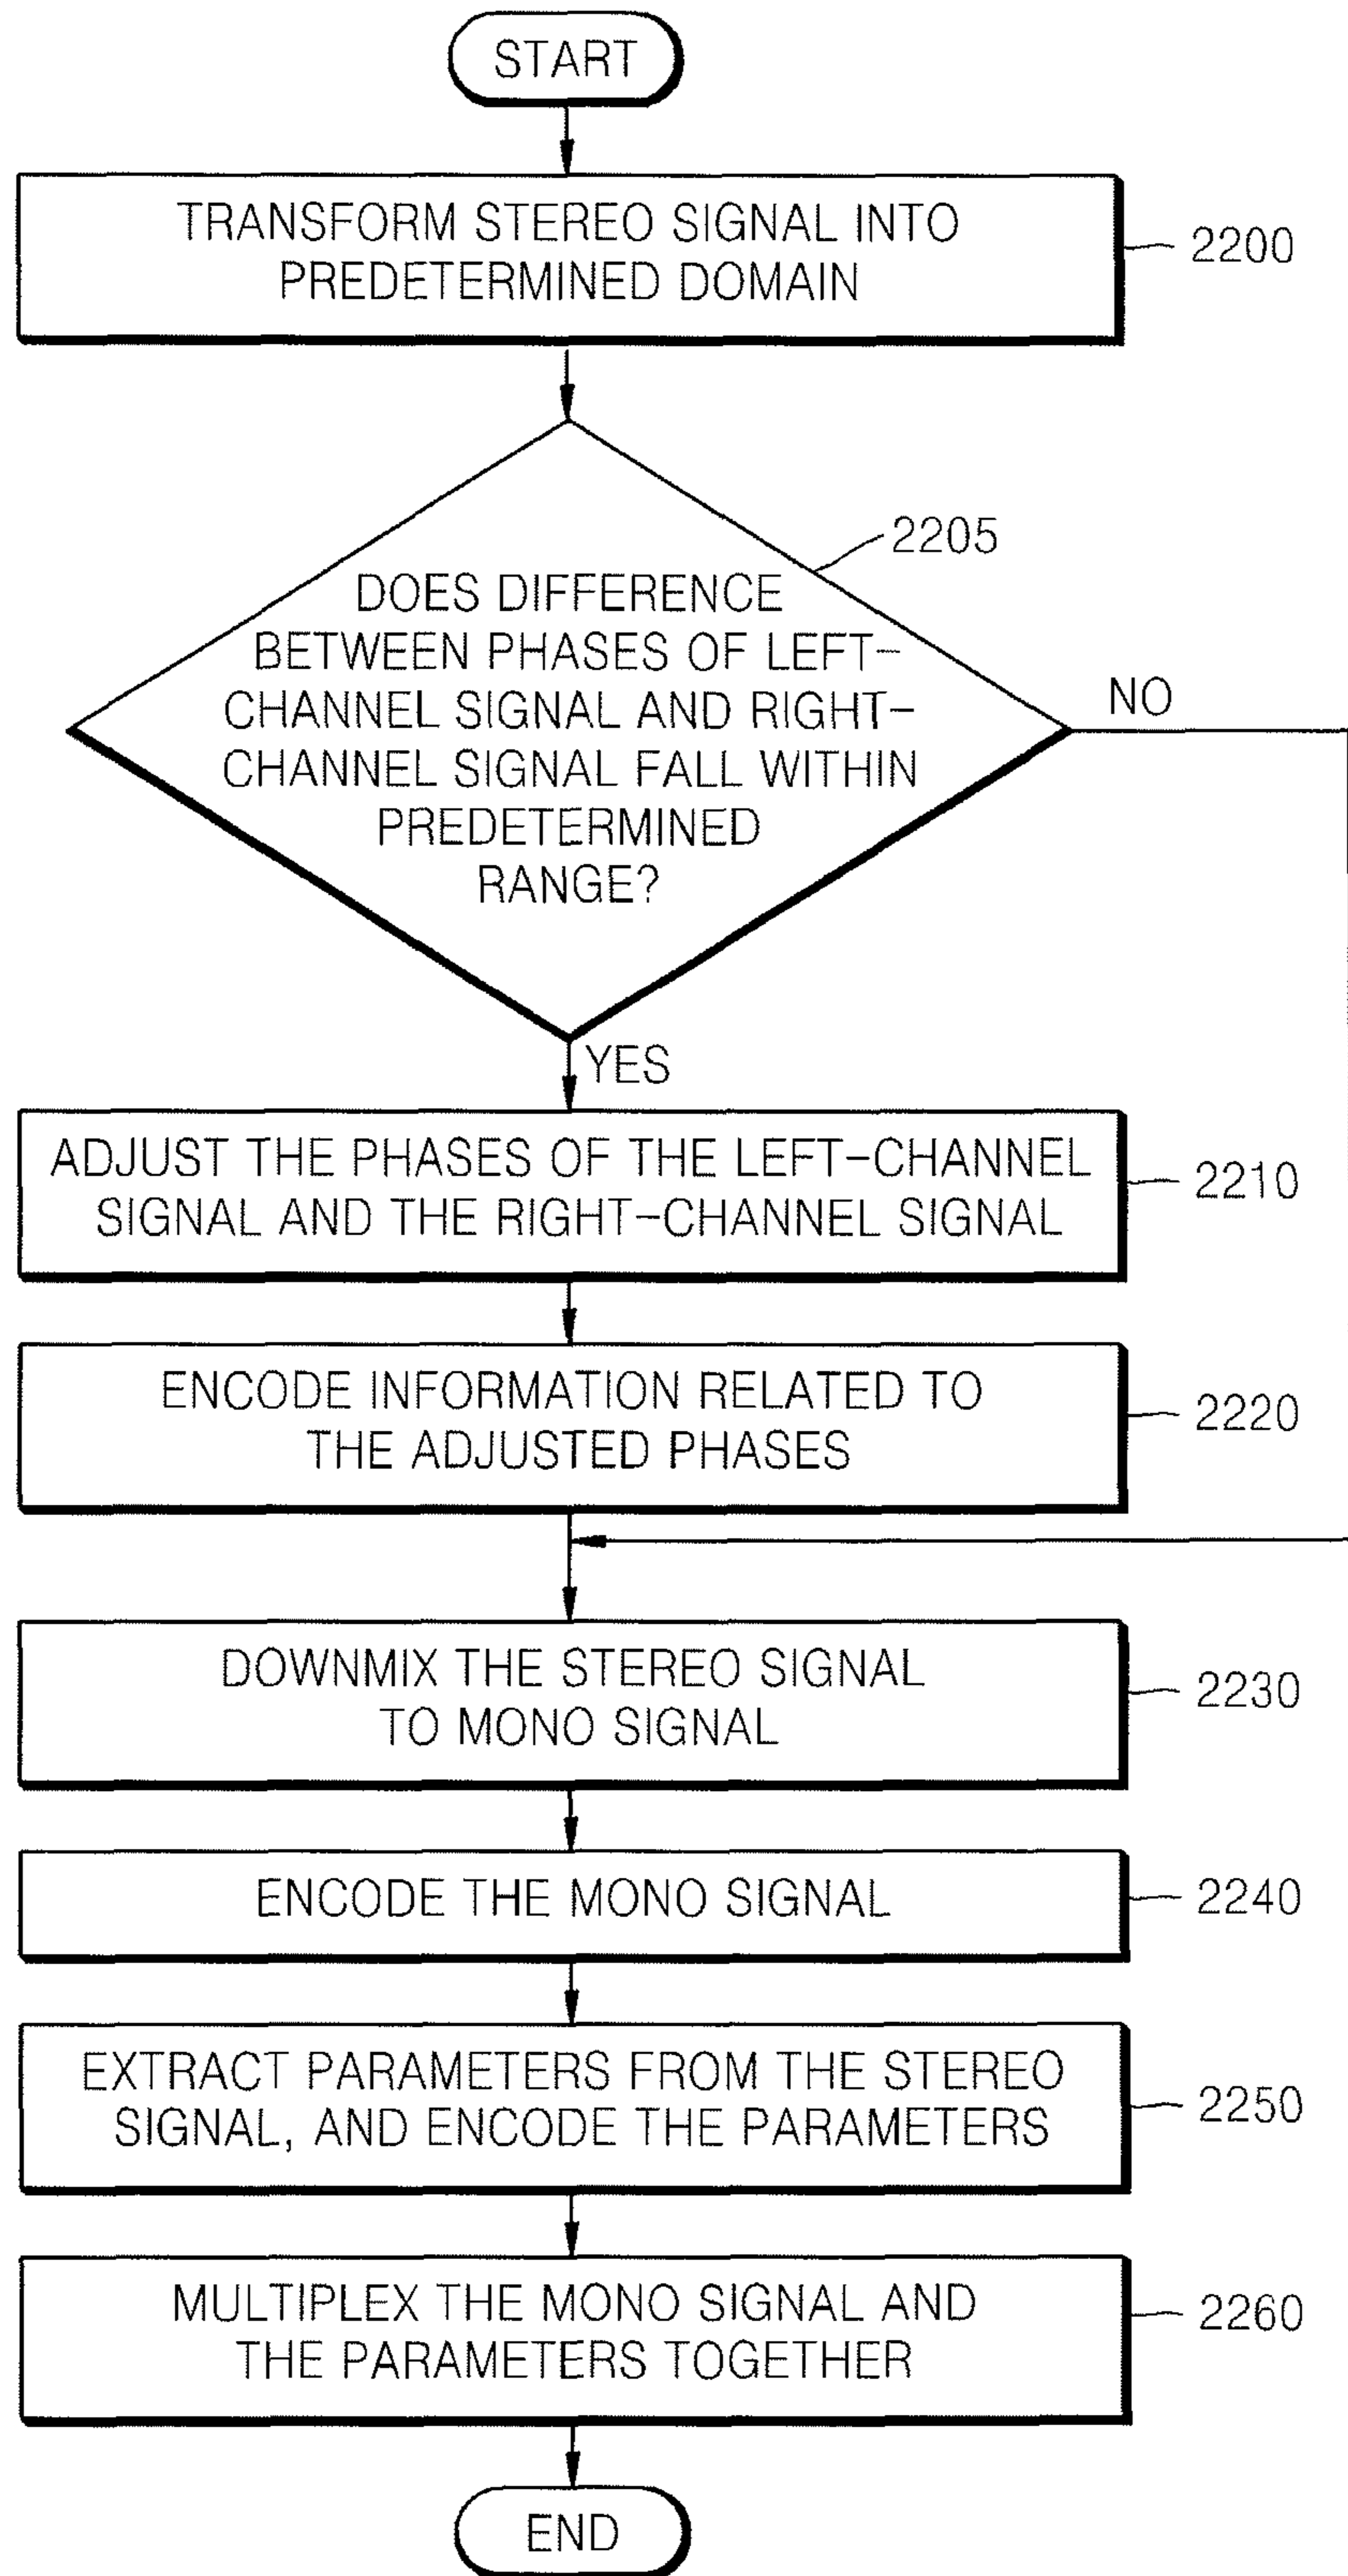 START
TRANSFORM STEREO SIGNAL INTO
PREDETERMINED DOMAIN
2200
2205
DOES DIFFERENCE
BETWEEN PHASES OF LEFT-
CHANNEL SIGNAL AND RIGHT-
CHANNEL SIGNAL FALL WITHIN
PREDETERMINED
RANGE?
NO
YES
ADJUST THE PHASES OF THE LEFT-CHANNEL
SIGNAL AND THE RIGHT-CHANNEL SIGNAL
2210
ENCODE INFORMATION RELATED TO
THE ADJUSTED PHASES
2220
DOWNMIX THE STEREO SIGNAL
TO MONO SIGNAL
2230
ENCODE THE MONO SIGNAL
2240
EXTRACT PARAMETERS FROM THE STEREO
SIGNAL, AND ENCODE THE PARAMETERS
2250
MULTIPLEX THE MONO SIGNAL AND
THE PARAMETERS TOGETHER
2260
END